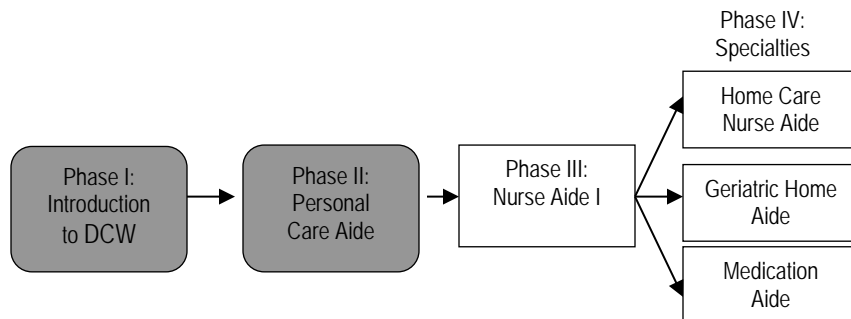 Phase I:
Introduction
to DCW
Phase II:
Personal
Care Aide
Phase III:
Nurse Aide I
Phase IV:
Specialties
Home Care
Nurse Aide
Geriatric Home
Aide
Medication
Aide